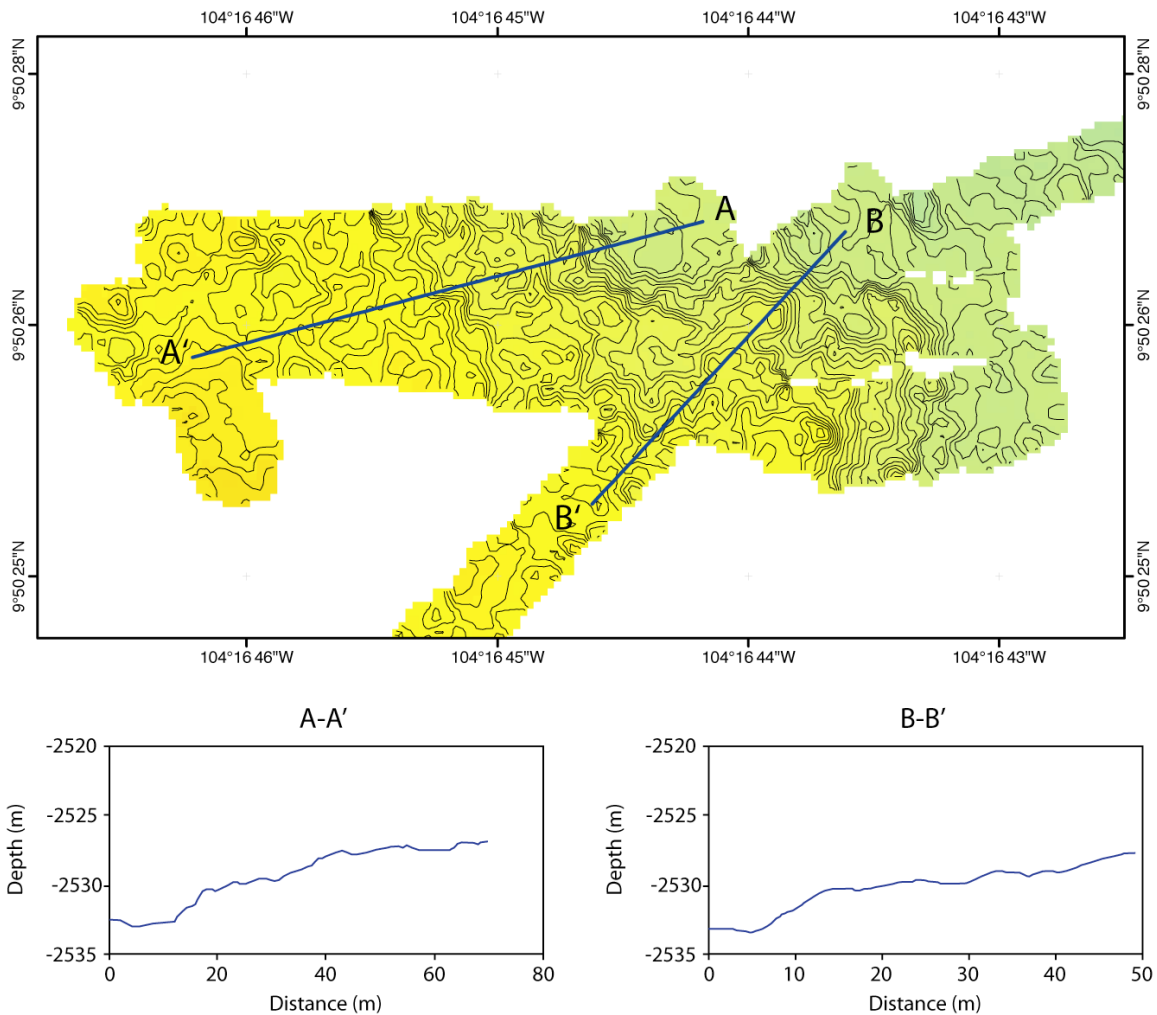 104°16 46"W 104°16 45"W 104°16 44"W 104°16 43"W
9°50 28"N 9°50 28"N
A B
9°50 26"N 9°50 26"N
A‘
B‘
9°50 25"N 9°50 25"N
104°16 46"W 104°16 45"W 104°16 44"W 104°16 43"W
A-A’ B-B’
-2520 -2520
-2525 -2525
Depth (m) Depth (m)
-2530 -2530
-2535 -2535
0 20 40 60 80 0 10 20 30 40 50
Distance (m) Distance (m)